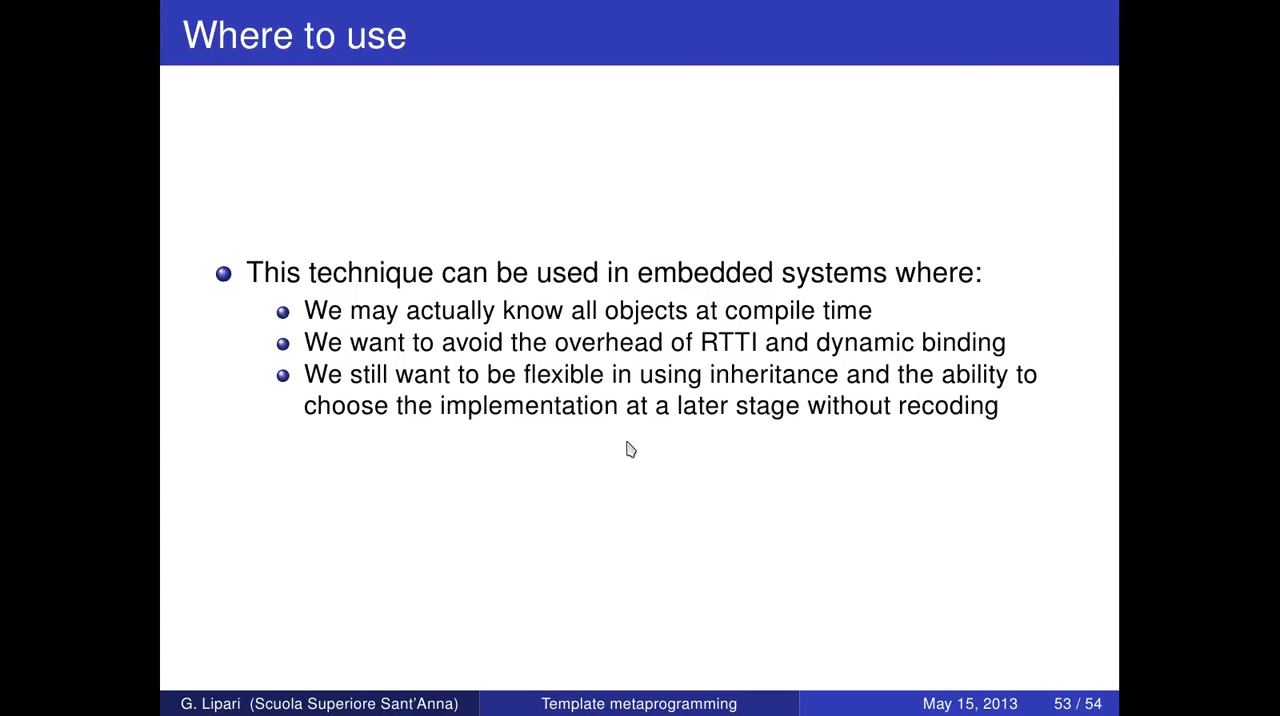 Where to use
This technique can be used in embedded systems where:
We may actually know all objects at compile time
We want to avoid the overhead of RTTI and dynamic binding
We still want to be flexible in using inheritance and the ability to
choose the implementation at a later stage without recoding
G. Lipari (Scuola Superiore Sant'Anna) Template metaprogramming May 15, 2013 53 / 54